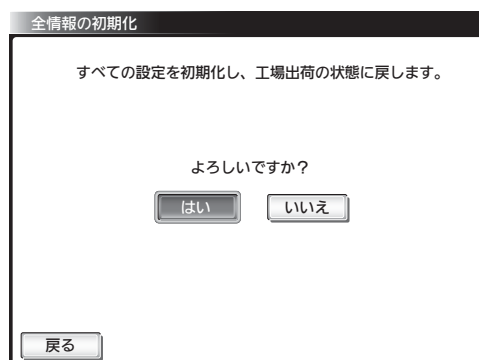 全情報の初期化
すべての設定を初期化し、工場出荷の状態に戻します。
よろしいですか？
はい いいえ
戻る